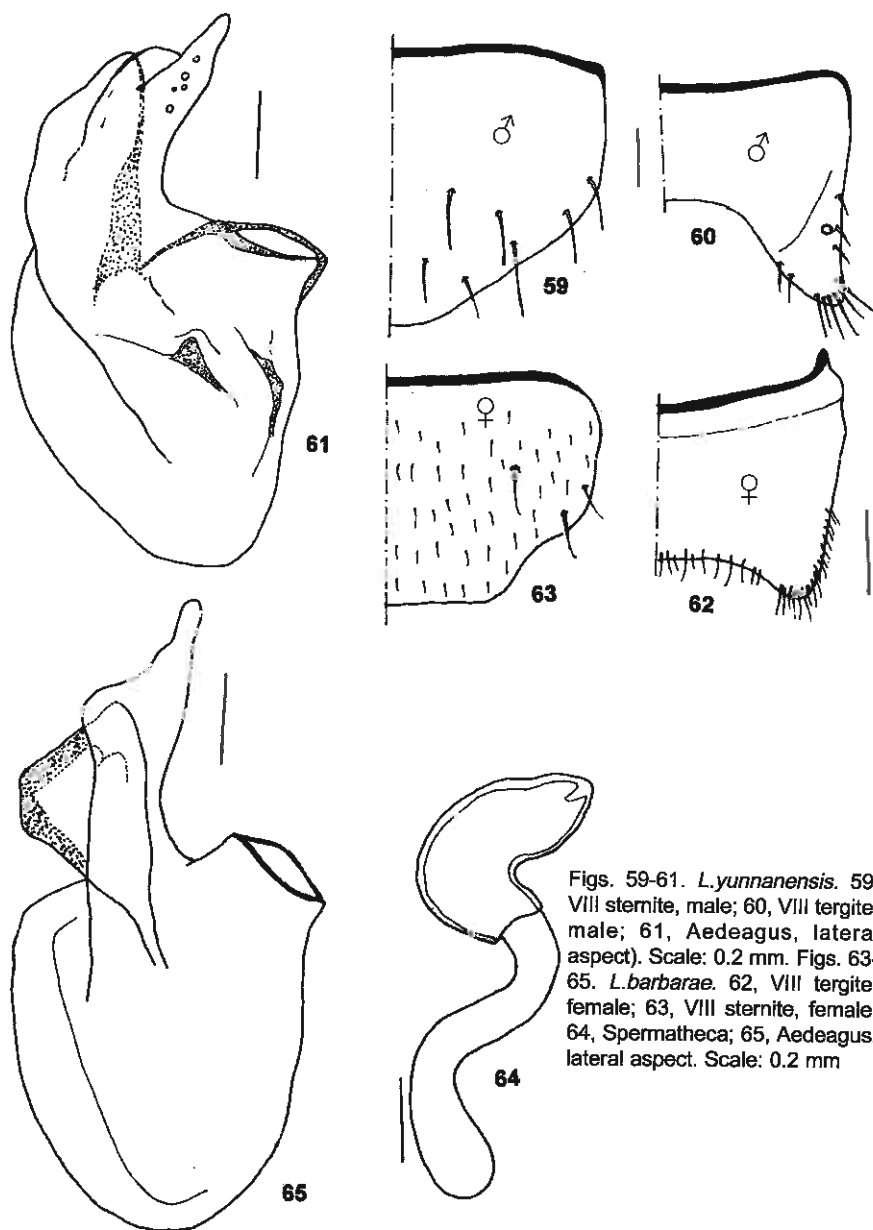 ♂
59
♂
60
61
♀
63
♀
62
65
64
Figs. 59-61. L.yunnanensis. 59
VIII sternite, male; 60, VIII tergite
male; 61, Aedeagus, latera
aspect). Scale: 0.2 mm. Figs. 63-
65. L.barbarae. 62, VIII tergite
female; 63, VIII sternite, female
64, Spermatheca; 65, Aedeagus
lateral aspect. Scale: 0.2 mm